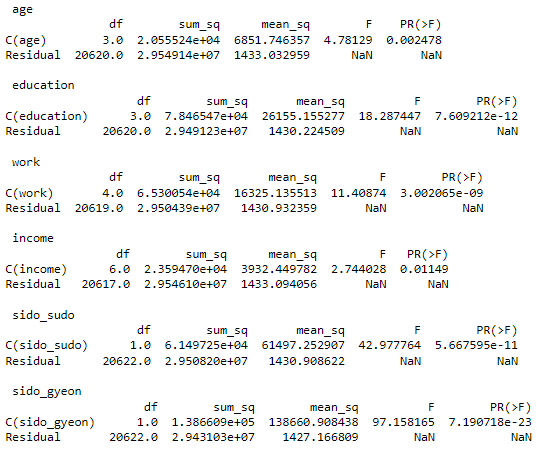 age
df sum_sq mean_sq F PR(>F)
C(age) 3.0 2.055524e+04 6851.746357 4.78129 0.002478
Residual 20620.0 2.954914e+07 1433.032959 NaN NaN
education
df sum_sq mean_sq F PR(>F)
C(education) 3.0 7.846547e+04 26155.155277 18.287447 7.609212e-12
Residual 20620.0 2.949123e+07 1430.224509 NaN NaN
work
df sum_sq mean_sq F PR(>F)
C(work) 4.0 6.530054e+04 16325.135513 11.40874 3.002065e-09
Residual 20619.0 2.950439e+07 1430.932359 NaN NaN
income
df sum_sq mean_sq F PR(>F)
C(income) 6.0 2.359470e+04 3932.449782 2.744028 0.01149
Residual 20617.0 2.954610e+07 1433.094056 NaN NaN
sido_sudo
df sum_sq mean_sq F PR(>F)
C(sido_sudo) 1.0 6.149725e+04 61497.252907 42.977764 5.667595e-11
Residual 20622.0 2.950820e+07 1430.908622 NaN NaN
sido_gyeon
df sum_sq mean_sq F PR(>F)
C(sido_gyeon) 1.0 1.386609e+05 138660.908438 97.158165 7.190718e-23
Residual 20622.0 2.943103e+07 1427.166809 NaN NaN